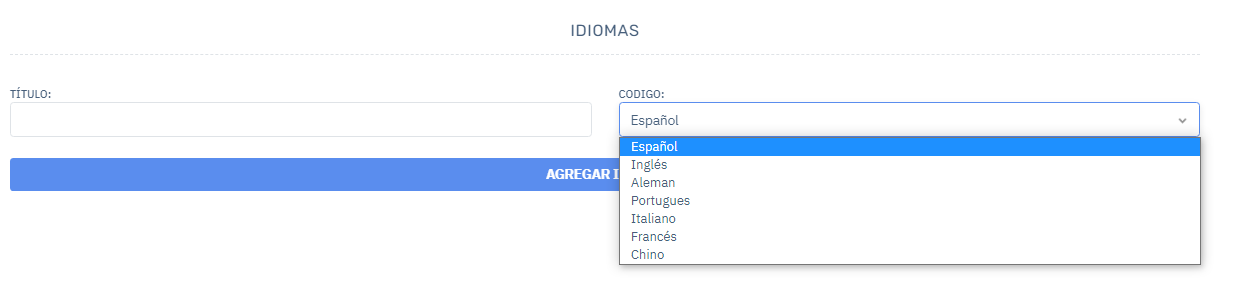 IDIOMAS
TÍTULO:
CODIGO:
Español
Español
AGREGAR
Inglés
Aleman
Portugues
Italiano
Francés
Chino